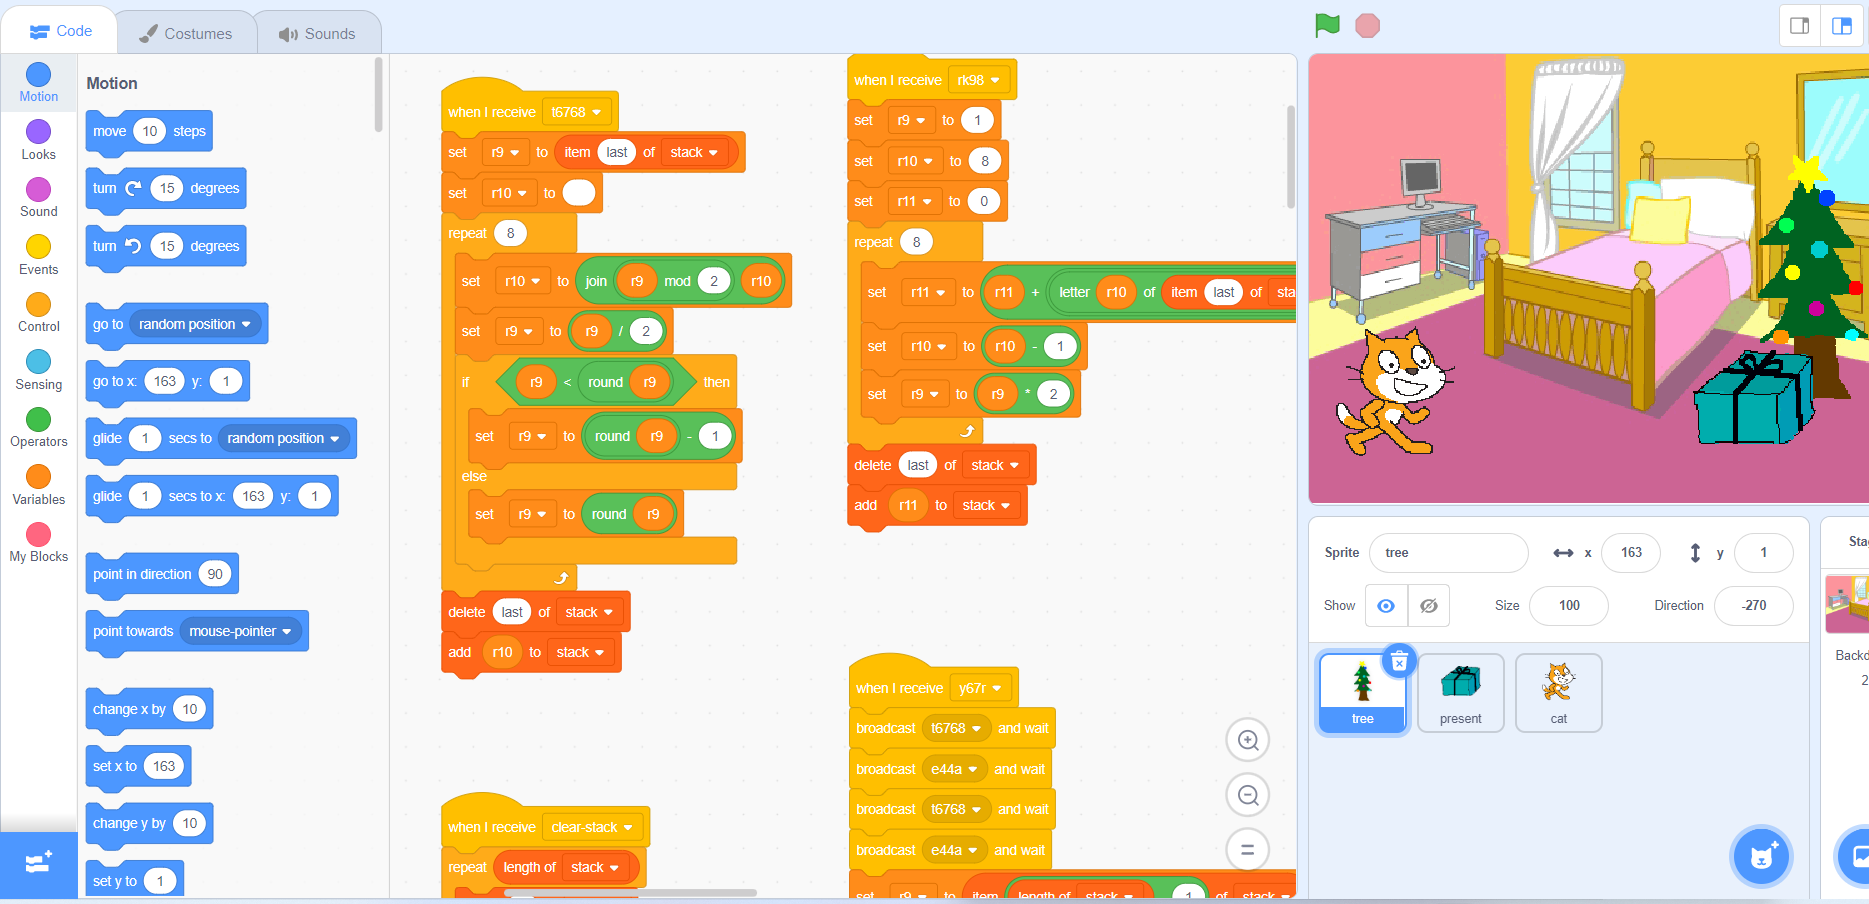 Code
Costumes
Sounds
Motion
Looks
Sound
Events
Control
Sensing
Operators
Variables
My Blocks
Motion
move 10 steps
turn 15 degrees
turn 15 degrees
go to random position
go to x: 163 y: 1
glide 1 secs to random position
glide 1 secs to x: 163 y: 1
point in direction 90
point towards mouse-pointer
change x by 10
set x to 163
change y by 10
set y to 1
when I receive t6768
set r9 to item last of stack
set r10 to
repeat 8
set r10 to join r9 mod 2 r10
set r9 to r9 / 2
if r9 < round r9 then
set r9 to round r9 - 1
else
set r9 to round r9
delete last of stack
add r10 to stack
when I receive clear-stack
repeat length of stack
when I receive rk98
set r9 to 1
set r10 to 8
set r11 to 0
repeat 8
set r11 to r11 + letter r10 of item last of sta
set r10 to r10 - 1
set r9 to r9 * 2
delete last of stack
add r11 to stack
when I receive y67r
broadcast t6768 and wait
broadcast e44a and wait
broadcast t6768 and wait
broadcast e44a and wait
set r9 to item length of stack - 1 of stack
Sprite tree x 163 y 1
Show Size 100 Direction -270
tree
present
cat
Sta
Backd
2